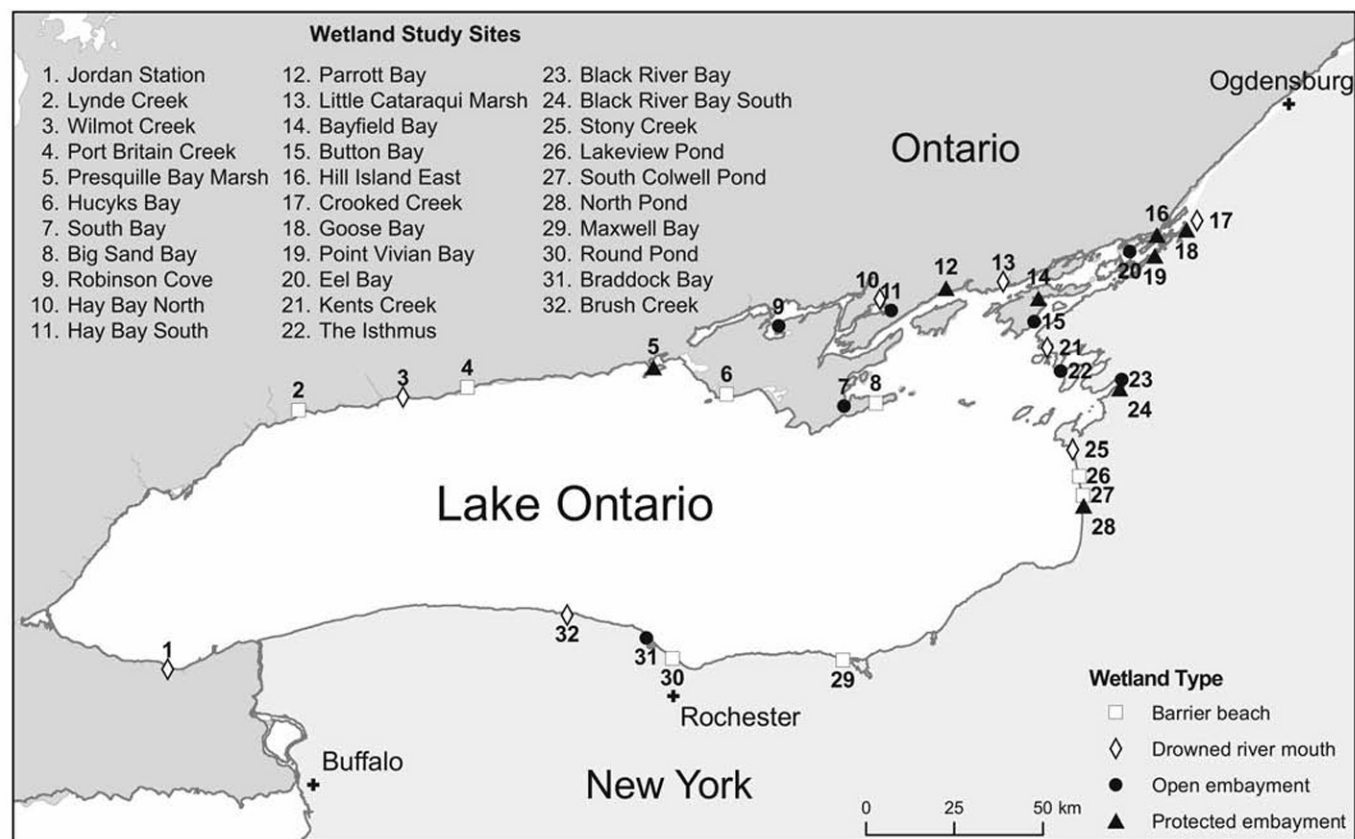 Wetland Study Sites
1. Jordan Station
2. Lynde Creek
3. Wilmot Creek
4. Port Britain Creek
5. Presquille Bay Marsh
6. Hucyks Bay
7. South Bay
8. Big Sand Bay
9. Robinson Cove
10. Hay Bay North
11. Hay Bay South
12. Parrott Bay
13. Little Cataraqui Marsh
14. Bayfield Bay
15. Button Bay
16. Hill Island East
17. Crooked Creek
18. Goose Bay
19. Point Vivian Bay
20. Eel Bay
21. Kents Creek
22. The Isthmus
23. Black River Bay
24. Black River Bay South
25. Stony Creek
26. Lakeview Pond
27. South Colwell Pond
28. North Pond
29. Maxwell Bay
30. Round Pond
31. Braddock Bay
32. Brush Creek
Ogdensburg
Ontario
16
17
18
20
19
13
12
14
10
11
9
15
21
5
22
4
6
23
3
7
8
2
24
25
26
27
Lake Ontario
28
32
1
31
30
29
Rochester
Buffalo
New York
Wetland Type
Barrier beach
Drowned river mouth
Open embayment
Protected embayment
0 25 50 km